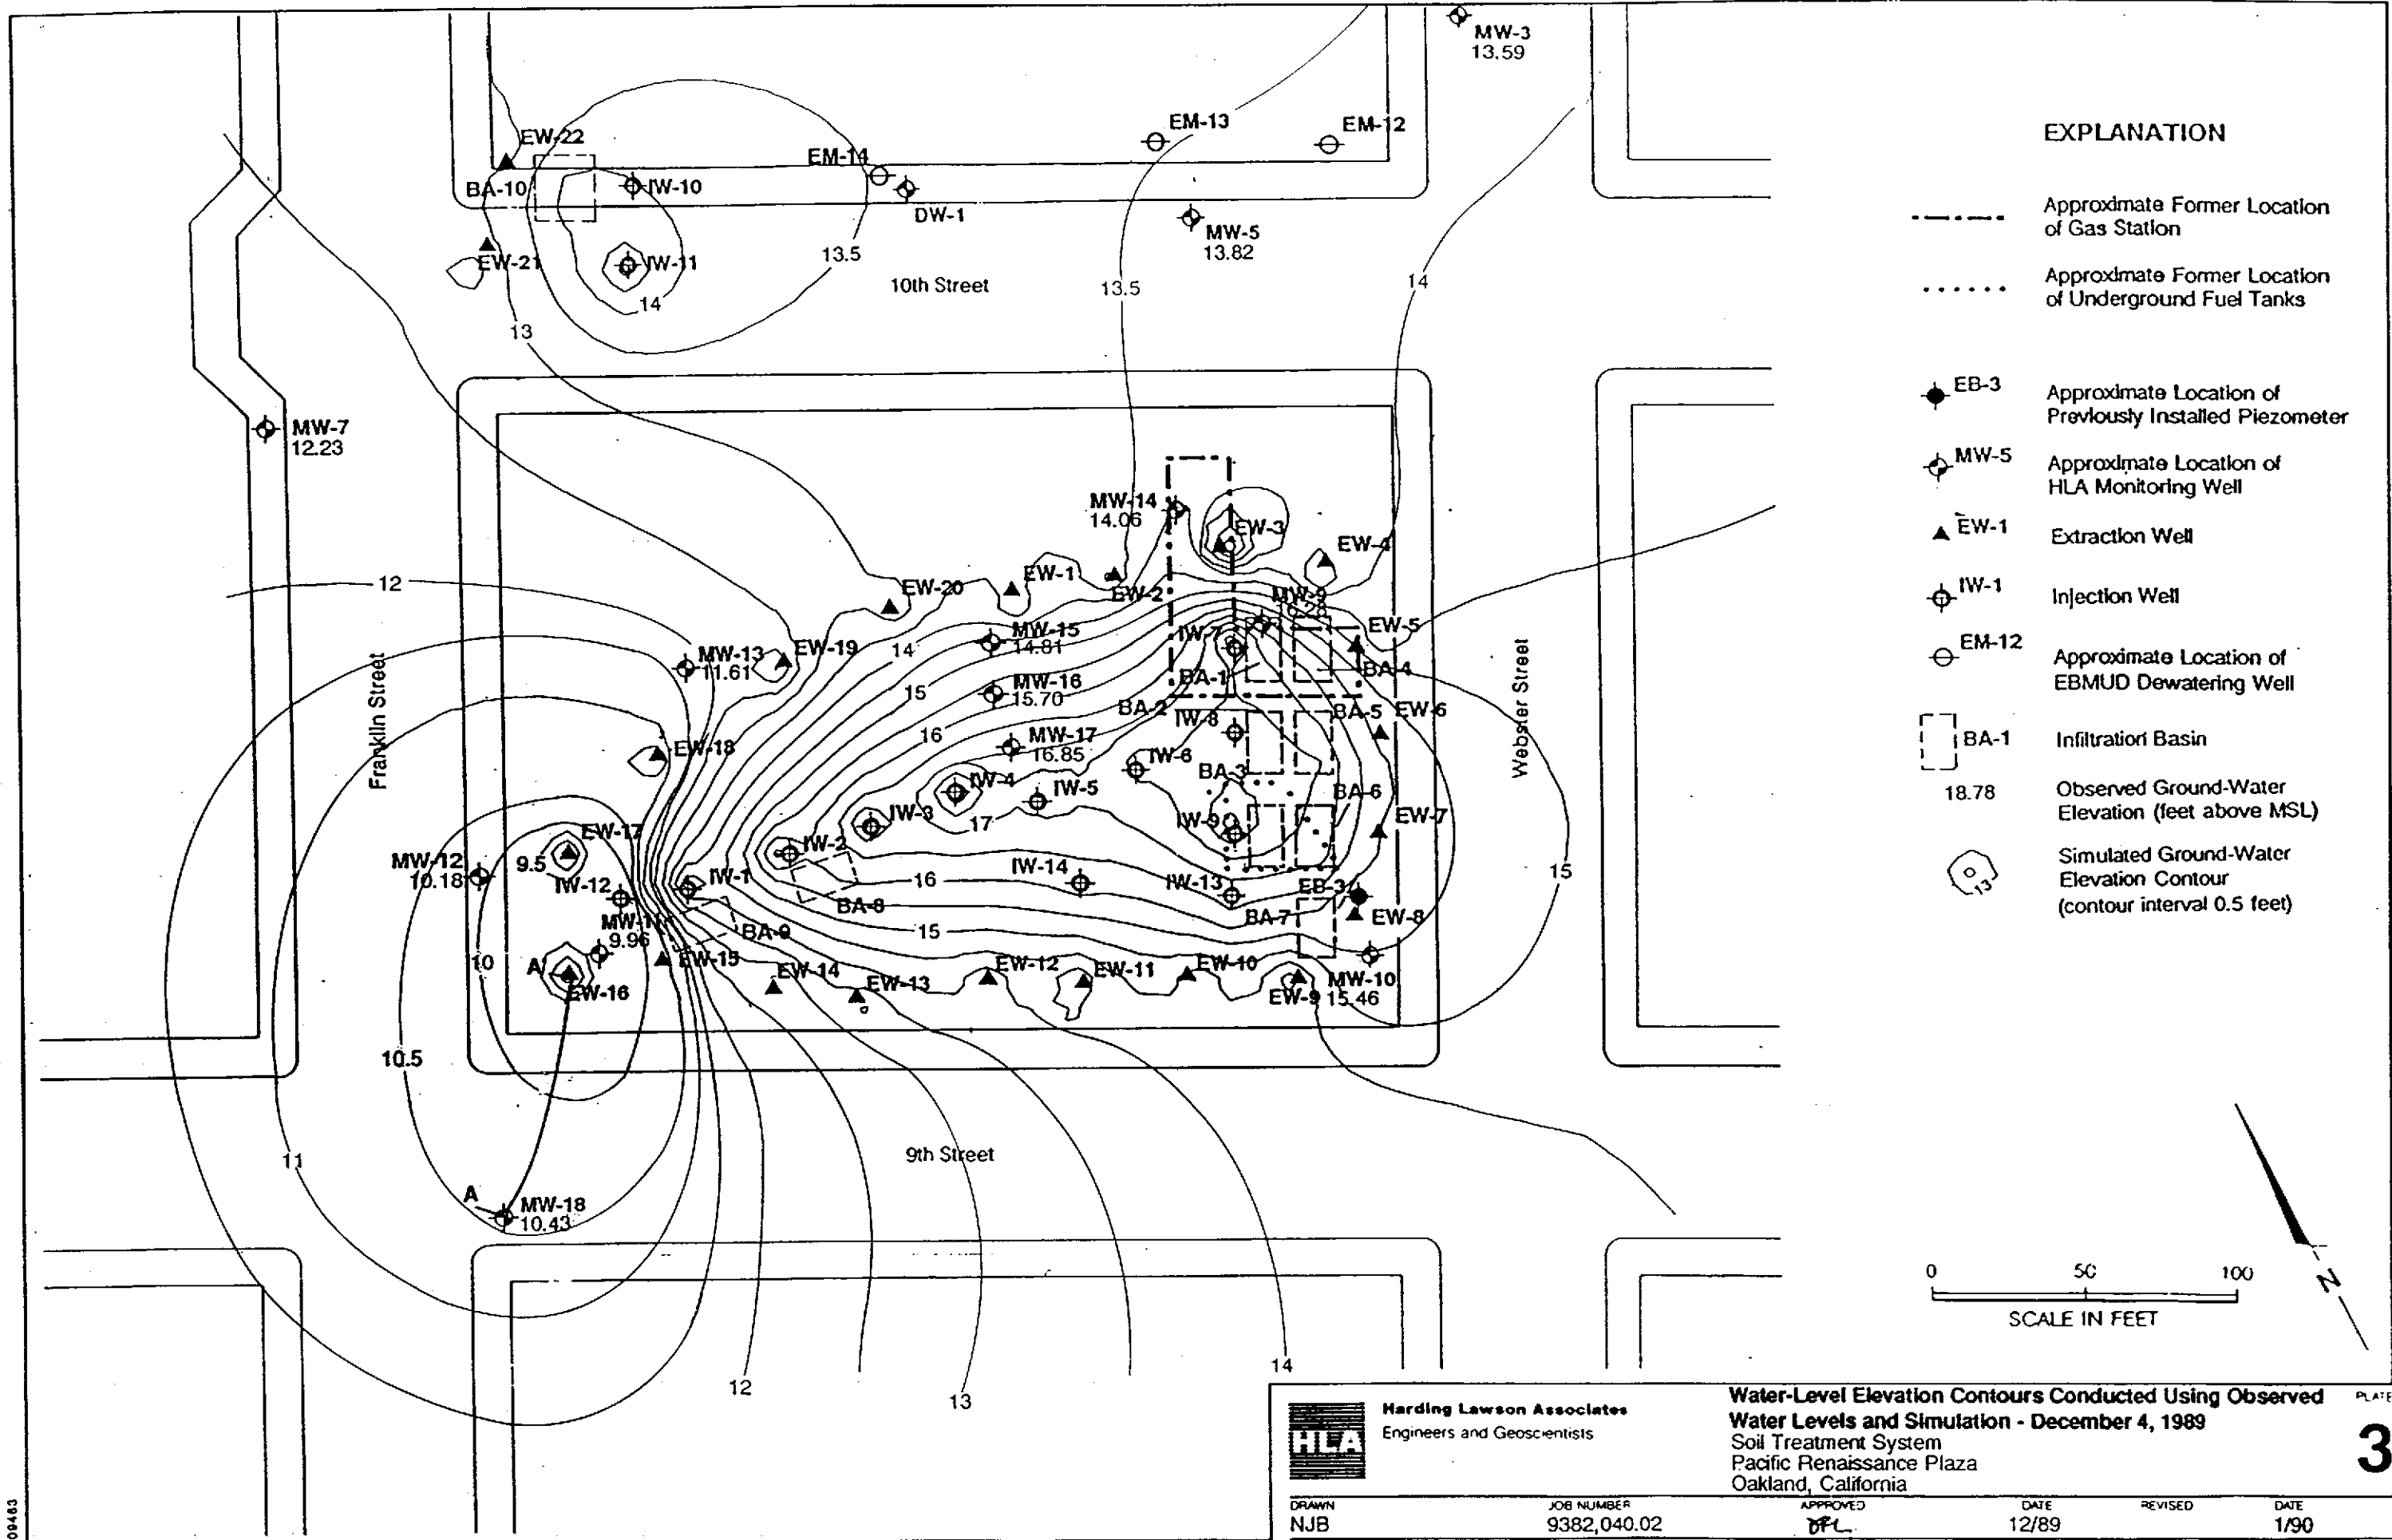 MW-3
13.59
EW-22
EM-14
EM-13
EM-12
BA-10
IW-10
DW-1
MW-5
13.82
EW-21
IW-11
14
13.5
10th Street
13.5
14
13
MW-7
12.23
MW-14
14.06
EW-3
EW-4
12
EW-20
EW-1
EW-2
MW-9
MW-13
11.61
EW-19
14
MW-15
14.81
IW-7
EW-5
BA-1
BA-4
Franklin Street
Webster Street
15
MW-16
15.70
BA-2
IW-8
BA-5
EW-6
EW-18
16
MW-17
16.85
IW-6
BA-3
IW-4
IW-5
BA-6
17
IW-3
IW-9
EW-7
EW-17
9.5
IW-2
MW-12
10.18
IW-12
IW-1
16
IW-14
IW-13
EB-3
15
BA-8
BA-7
EW-8
MW-11
9.96
BA-9
15
10
A'
EW-16
EW-15
EW-14
EW-13
EW-12
EW-11
EW-10
EW-9
MW-10
15.46
10.5
11
9th Street
A
MW-18
10.43
12
13
14
EXPLANATION
Approximate Former Location
of Gas Station
Approximate Former Location
of Underground Fuel Tanks
EB-3
Approximate Location of
Previously Installed Piezometer
MW-5
Approximate Location of
HLA Monitoring Well
EW-1
Extraction Well
IW-1
Injection Well
EM-12
Approximate Location of
EBMUD Dewatering Well
BA-1
Infiltration Basin
18.78
Observed Ground-Water
Elevation (feet above MSL)
13
Simulated Ground-Water
Elevation Contour
(contour interval 0.5 feet)
0 50 100
SCALE IN FEET
N
HLA
Harding Lawson Associates
Engineers and Geoscientists
Water-Level Elevation Contours Conducted Using Observed
Water Levels and Simulation - December 4, 1989
Soil Treatment System
Pacific Renaissance Plaza
Oakland, California
PLATE
3
DRAWN
NJB
JOB NUMBER
9382,040.02
APPROVED
DATE
12/89
REVISED
DATE
1/90
09463